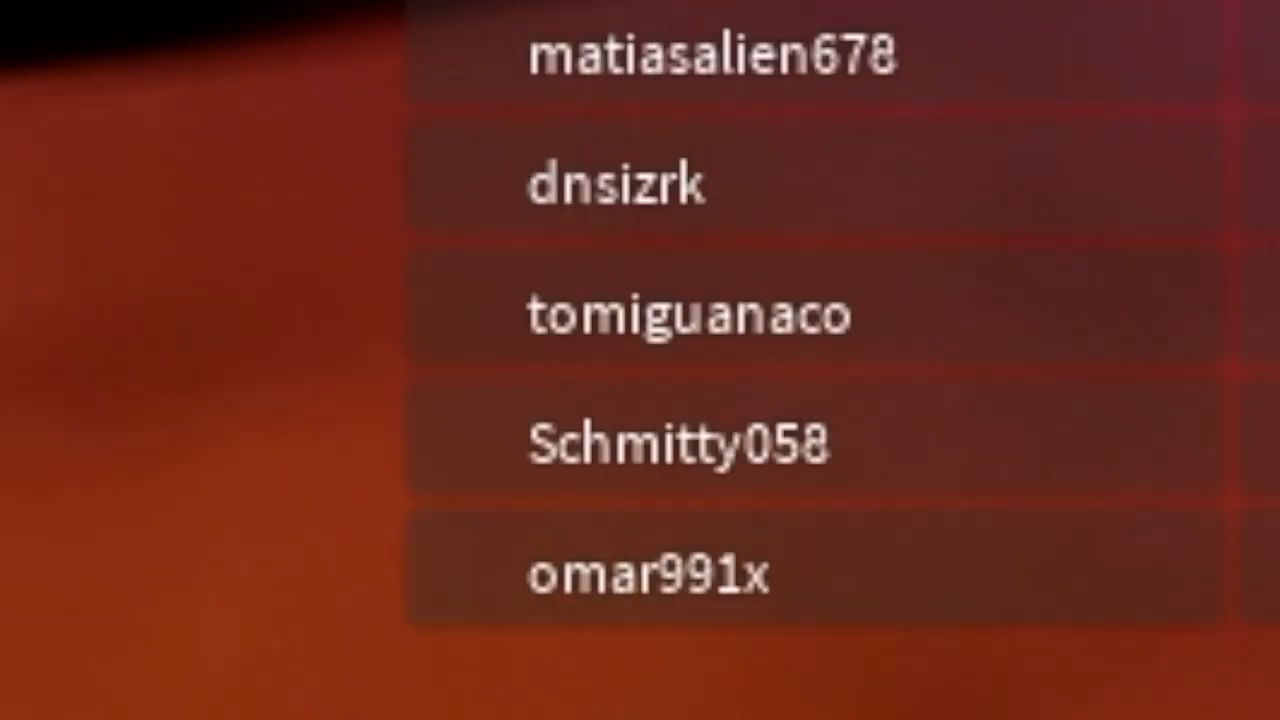 matiasalien678
dnsizrk
tomiguanaco
Schmitty058
omar991x